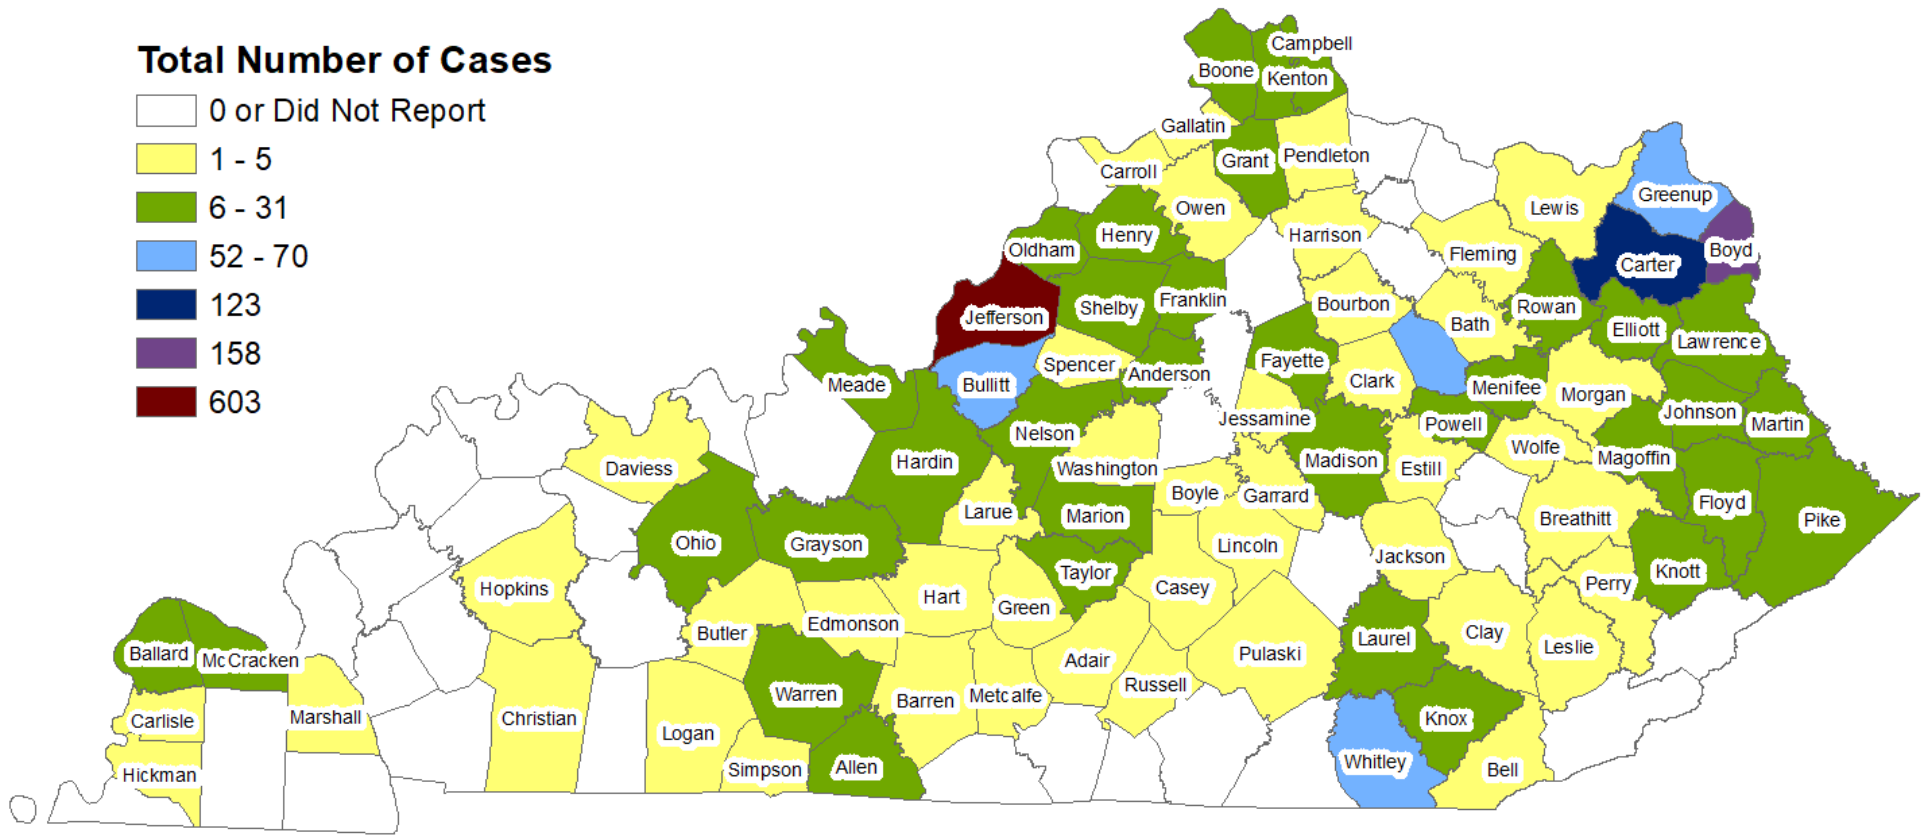 Total Number of Cases
0 or Did Not Report
1 - 5
6 - 31
52 - 70
123
158
603
Campbell
Boone
Kenton
Gallatin
Grant
Pendleton
Carroll
Owen
Lewis
Greenup
Henry
Harrison
Oldham
Fleming
Boyd
Carter
Franklin
Bourbon
Rowan
Shelby
Jefferson
Bath
Elliott
Lawrence
Fayette
Spencer
Anderson
Clark
Meade
Bullitt
Menifee
Morgan
Johnson
Jessamine
Powell
Martin
Nelson
Wolfe
Magoffin
Hardin
Madison
Daviess
Washington
Estill
Boyle
Garrard
Floyd
Larue
Marion
Breathitt
Pike
Ohio
Grayson
Lincoln
Jackson
Taylor
Knott
Perry
Hopkins
Casey
Hart
Green
Edmonson
Butler
Clay
Laurel
Leslie
Ballard
McCracken
Pulaski
Adair
Russell
Warren
Metcalfe
Barren
Carlisle
Marshall
Christian
Knox
Logan
Whitley
Allen
Simpson
Bell
Hickman